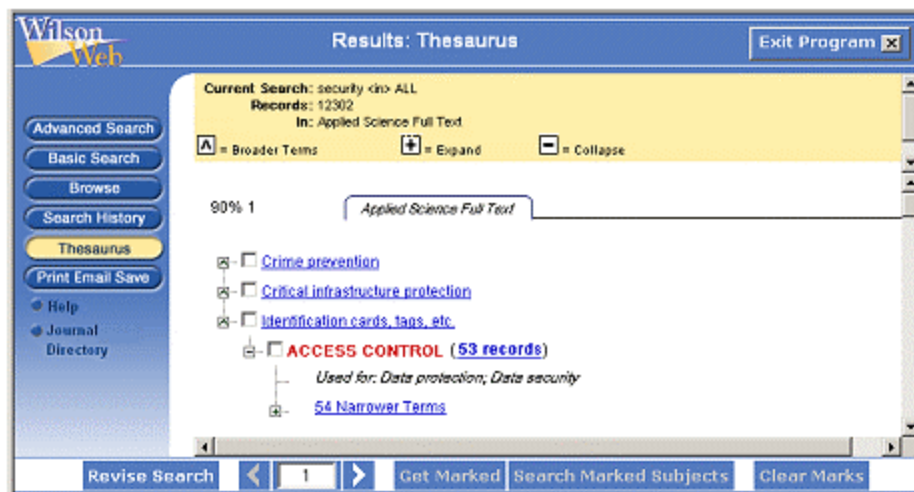 Wilson
Web
Results: Thesaurus
Exit Program
Current Search: security <in> ALL
Records: 12302
In: Applied Science Full Text
= Broader Terms
= Expand
= Collapse
Advanced Search
Basic Search
Browse
Search History
Thesaurus
Print Email Save
Help
Journal
Directory
90% 1
Applied Science Full Text
Crime prevention
Critical infrastructure protection
Identification cards, tags, etc.
ACCESS CONTROL (53 records)
Used for: Data protection; Data security
54 Narrower Terms
Revise Search
1
Get Marked
Search Marked Subjects
Clear Marks